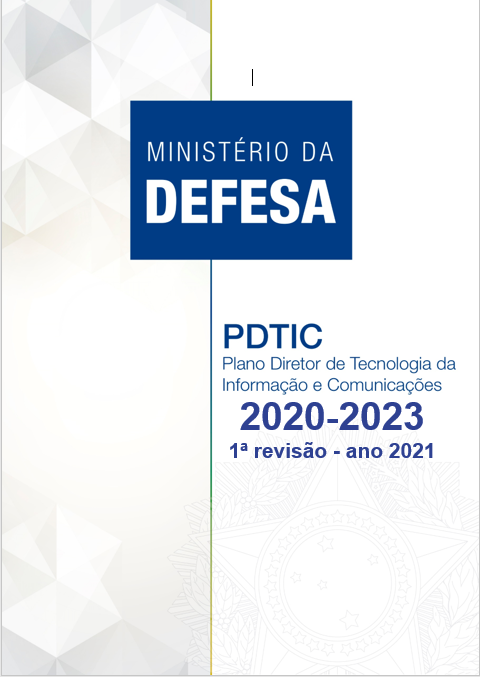 MINISTÉRIO DA
DEFESA
PDTIC
Plano Diretor de Tecnologia da
Informação e Comunicações
2020-2023
1ª revisão - ano 2021